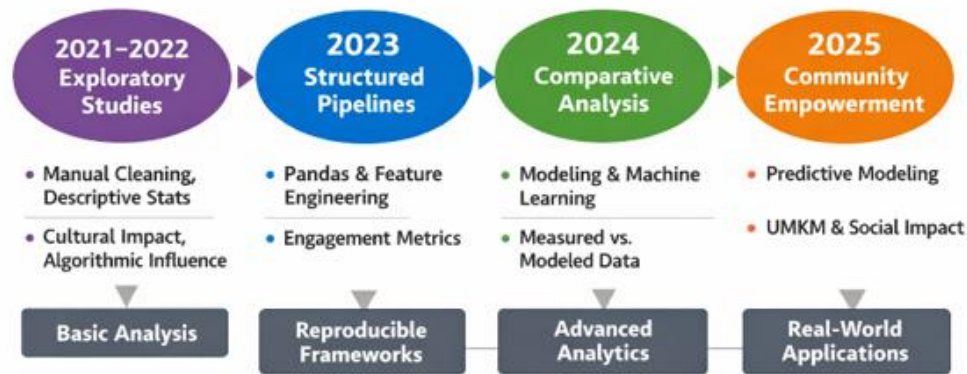 2021–2022
Exploratory
Studies
2023
Structured
Pipelines
2024
Comparative
Analysis
2025
Community
Empowerment
• Manual Cleaning,
Descriptive Stats
• Cultural Impact,
Algorithmic Influence
• Pandas & Feature
Engineering
• Engagement Metrics
• Modeling & Machine
Learning
• Measured vs.
Modeled Data
• Predictive Modeling
• UMKM & Social Impact
Basic Analysis
Reproducible
Frameworks
Advanced
Analytics
Real-World
Applications